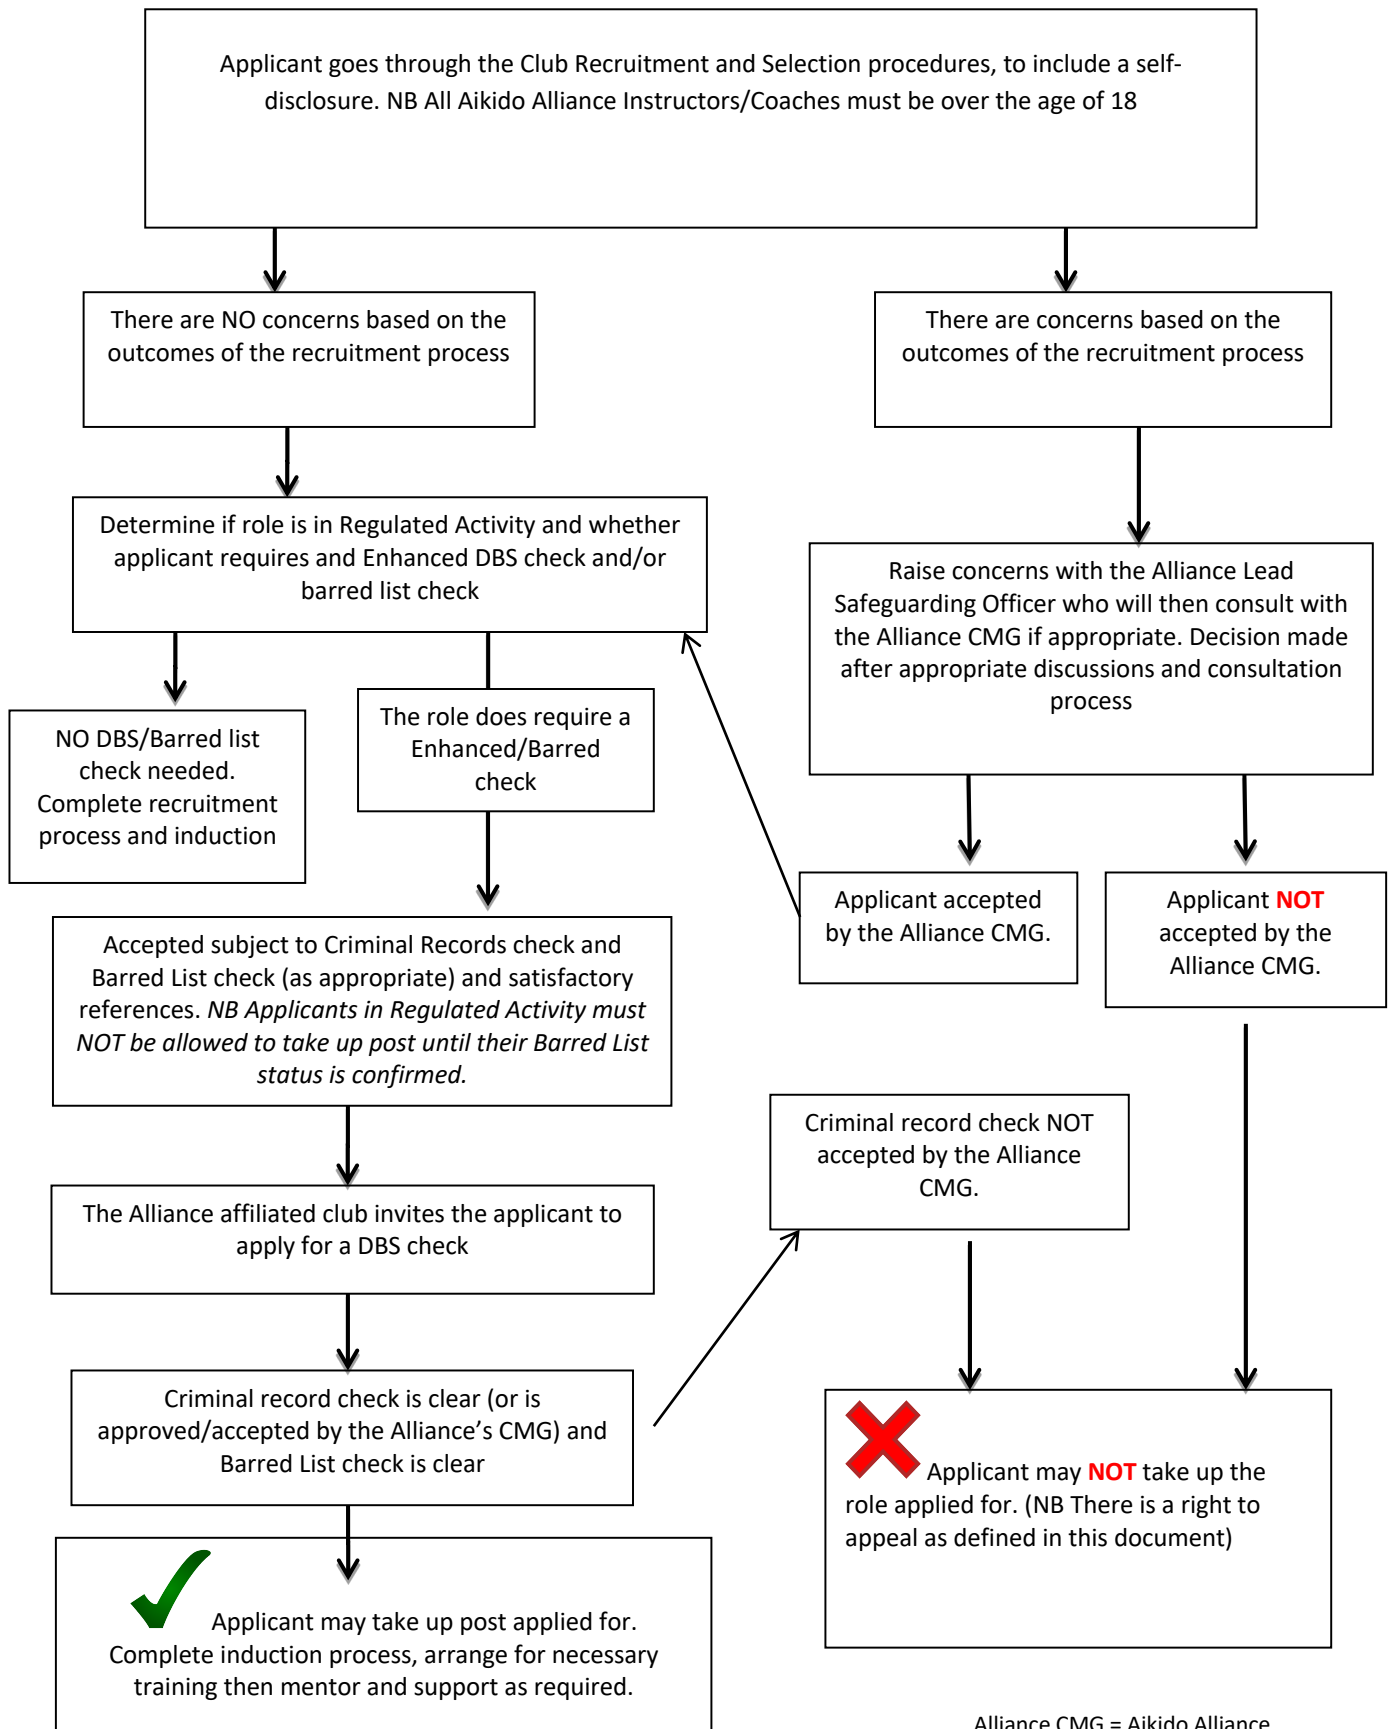 Applicant goes through the Club Recruitment and Selection procedures, to include a self-
disclosure. NB All Aikido Alliance Instructors/Coaches must be over the age of 18
There are NO concerns based on the
outcomes of the recruitment process
There are concerns based on the
outcomes of the recruitment process
Determine if role is in Regulated Activity and whether
applicant requires and Enhanced DBS check and/or
barred list check
Raise concerns with the Alliance Lead
Safeguarding Officer who will then consult with
the Alliance CMG if appropriate. Decision made
after appropriate discussions and consultation
process
NO DBS/Barred list
check needed.
Complete recruitment
process and induction
The role does require a
Enhanced/Barred
check
Applicant accepted
by the Alliance CMG.
Applicant NOT
accepted by the
Alliance CMG.
Accepted subject to Criminal Records check and
Barred List check (as appropriate) and satisfactory
references. NB Applicants in Regulated Activity must
NOT be allowed to take up post until their Barred List
status is confirmed.
Criminal record check NOT
accepted by the Alliance
CMG.
The Alliance affiliated club invites the applicant to
apply for a DBS check
Criminal record check is clear (or is
approved/accepted by the Alliance’s CMG) and
Barred List check is clear
Applicant may NOT take up the
role applied for. (NB There is a right to
appeal as defined in this document)
Applicant may take up post applied for.
Complete induction process, arrange for necessary
training then mentor and support as required.
Alliance CMG = Aikido Alliance